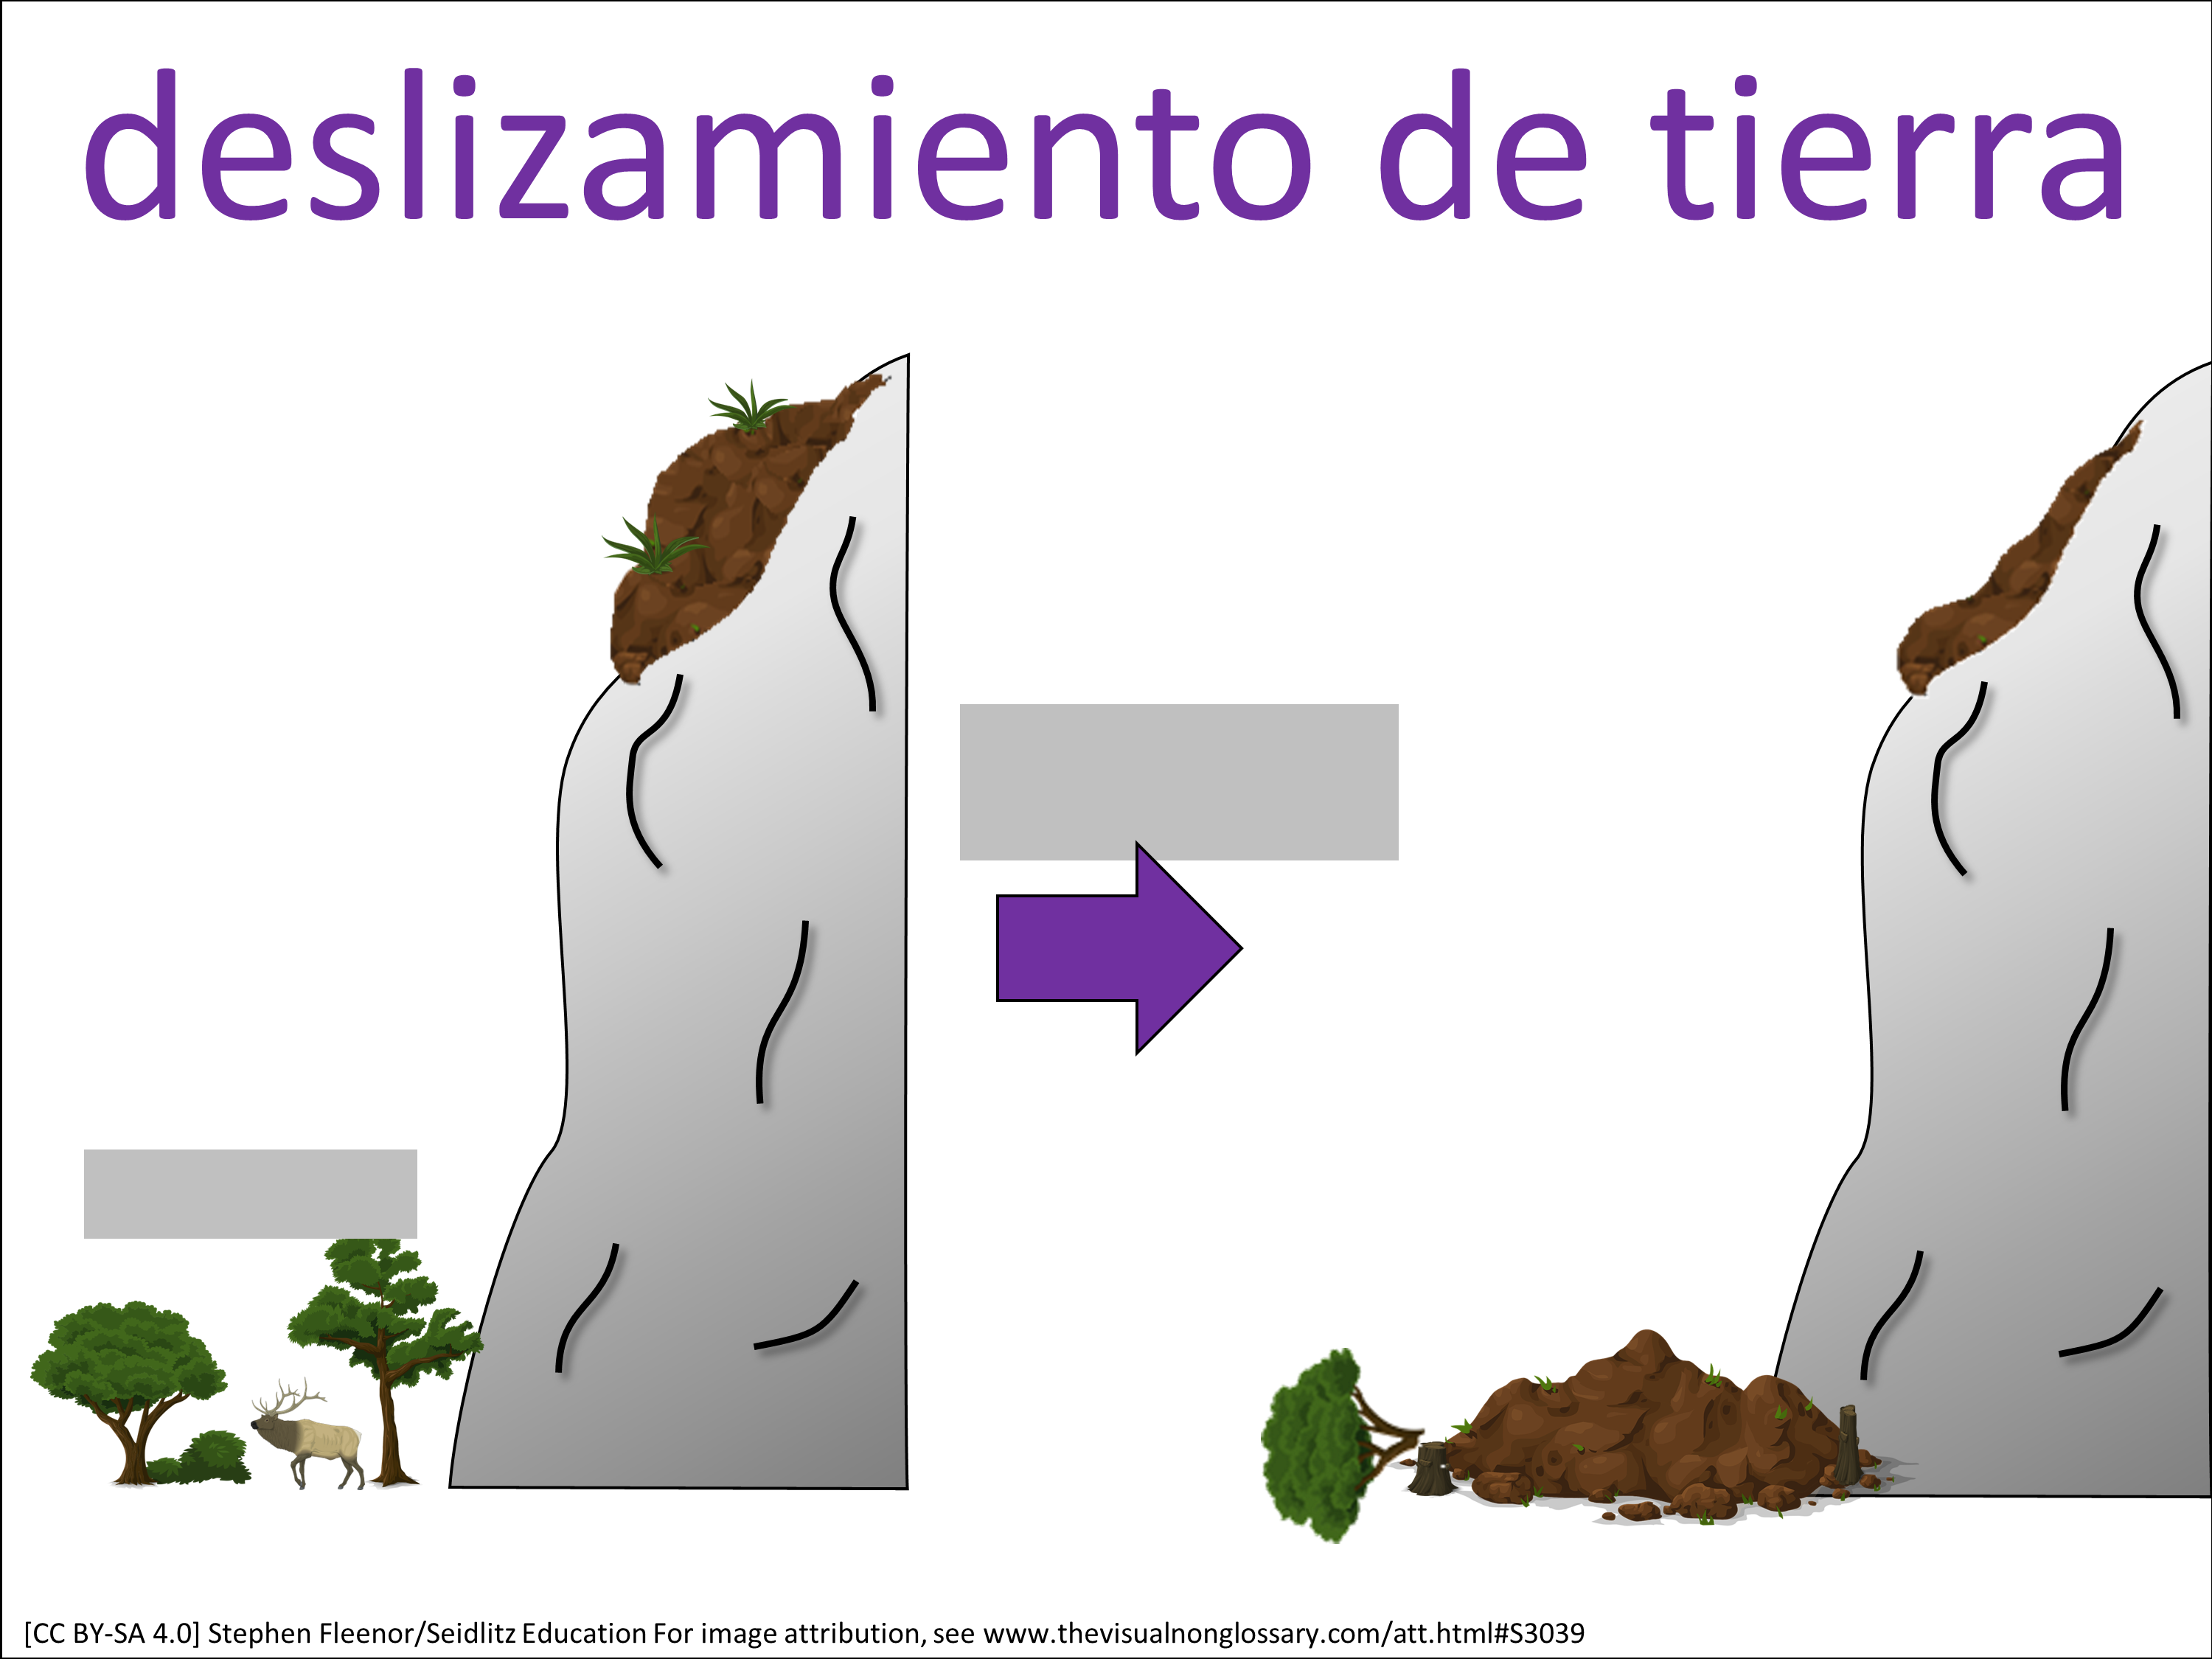 deslizamiento de tierra
[CC BY-SA 4.0] Stephen Fleenor/Seidlitz Education For image attribution, see www.thevisualnonglossary.com/att.html#S3039